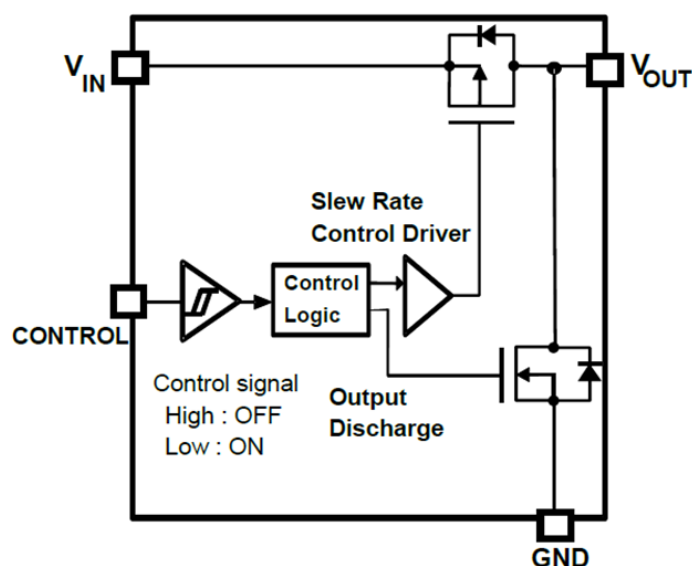 VIN
VOUT
Slew Rate
Control Driver
Control
Logic
CONTROL
Control signal
High : OFF
Low : ON
Output
Discharge
GND